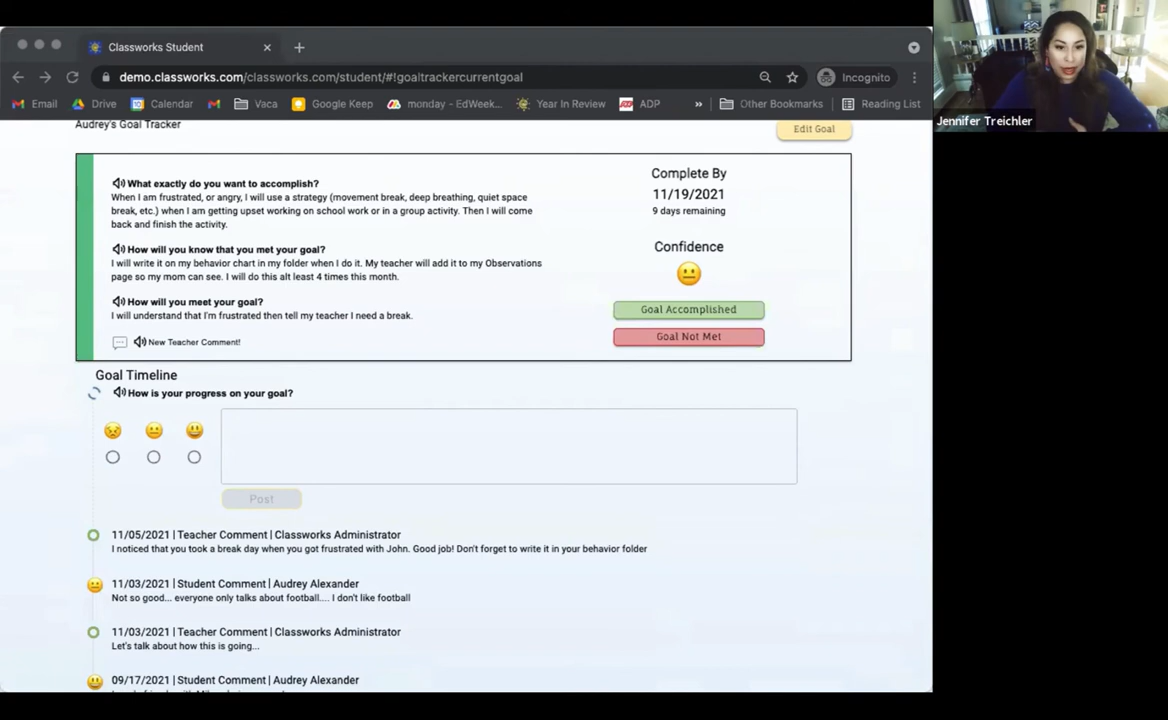 Classworks Student
demo.classworks.com/classworks.com/student/#!goaltrackercurrentgoal
Incognito
Email
Drive
Calendar
Vaca
Google Keep
monday - EdWeek...
Year In Review
ADP
»
Other Bookmarks
Reading List
Jennifer Treichler
Audrey's Goal Tracker
Edit Goal
What exactly do you want to accomplish?
When I am frustrated, or angry, I will use a strategy (movement break, deep breathing, quiet space
break, etc.) when I am getting upset working on school work or in a group activity. Then I will come
back and finish the activity.
How will you know that you met your goal?
I will write it on my behavior chart in my folder when I do it. My teacher will add it to my Observations
page so my mom can see. I will do this alt least 4 times this month.
How will you meet your goal?
I will understand that I'm frustrated then tell my teacher I need a break.
New Teacher Comment!
Complete By
11/19/2021
9 days remaining
Confidence
Goal Accomplished
Goal Not Met
Goal Timeline
How is your progress on your goal?
Post
11/05/2021 | Teacher Comment | Classworks Administrator
I noticed that you took a break day when you got frustrated with John. Good job! Don't forget to write it in your behavior folder
11/03/2021 | Student Comment | Audrey Alexander
Not so good... everyone only talks about football.... I don't like football
11/03/2021 | Teacher Comment | Classworks Administrator
Let's talk about how this is going...
09/17/2021 | Student Comment | Audrey Alexander